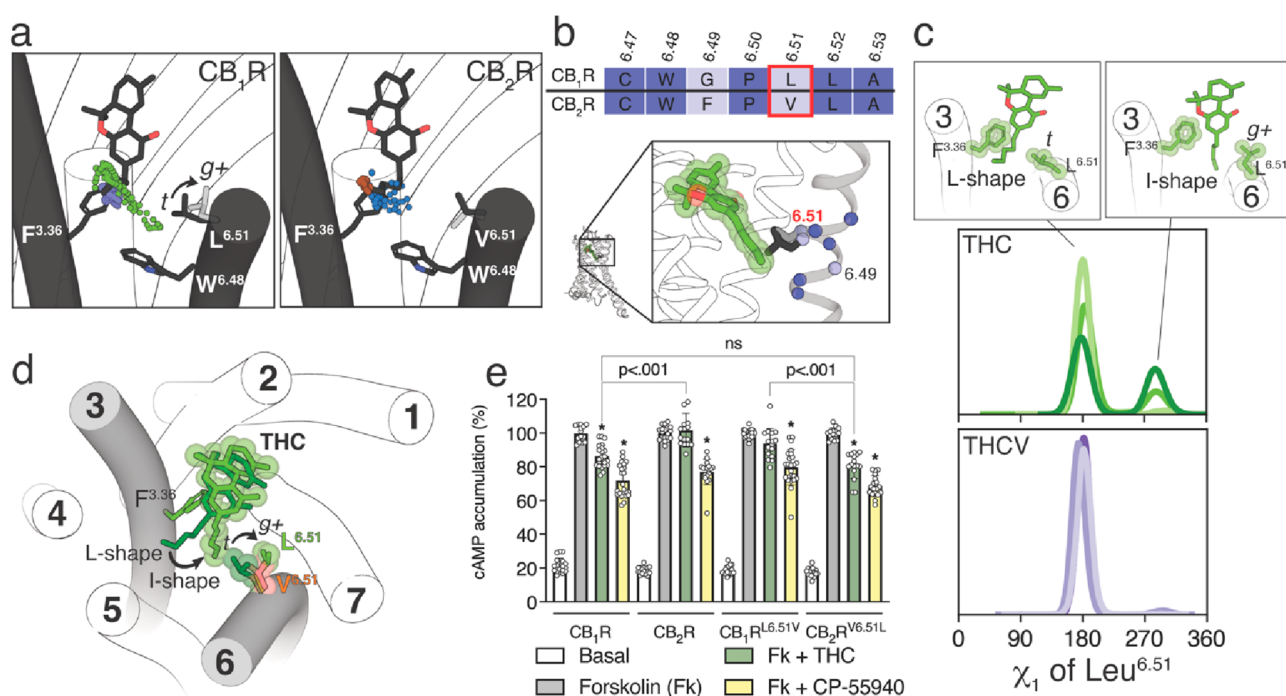 a
CB₁R
CB₂R
t
g+
F³·³⁶
L⁶·⁵¹
W⁶·⁴⁸
F³·³⁶
V⁶·⁵¹
W⁶·⁴⁸
b
6.47 6.48 6.49 6.50 6.51 6.52 6.53
CB₁R C W G P L L A
CB₂R C W F P V L A
6.51
6.49
c
3
F³·³⁶
t
L⁶·⁵¹
L-shape
6
3
F³·³⁶
g+
L⁶·⁵¹
I-shape
6
THC
THCV
0 90 180 270 360
χ₁ of Leu⁶·⁵¹
d
2
3
1
THC
F³·³⁶
4
t
g+
L⁶·⁵¹
L-shape
I-shape
V⁶·⁵¹
5
7
6
e
ns
p<.001 p<.001
cAMP accumulation (%)
120
100
80
60
40
20
0
* * * * * *
CB₁R CB₂R CB₁R^L6.51V CB₂R^V6.51L
Basal Fk + THC
Forskolin (Fk) Fk + CP-55940